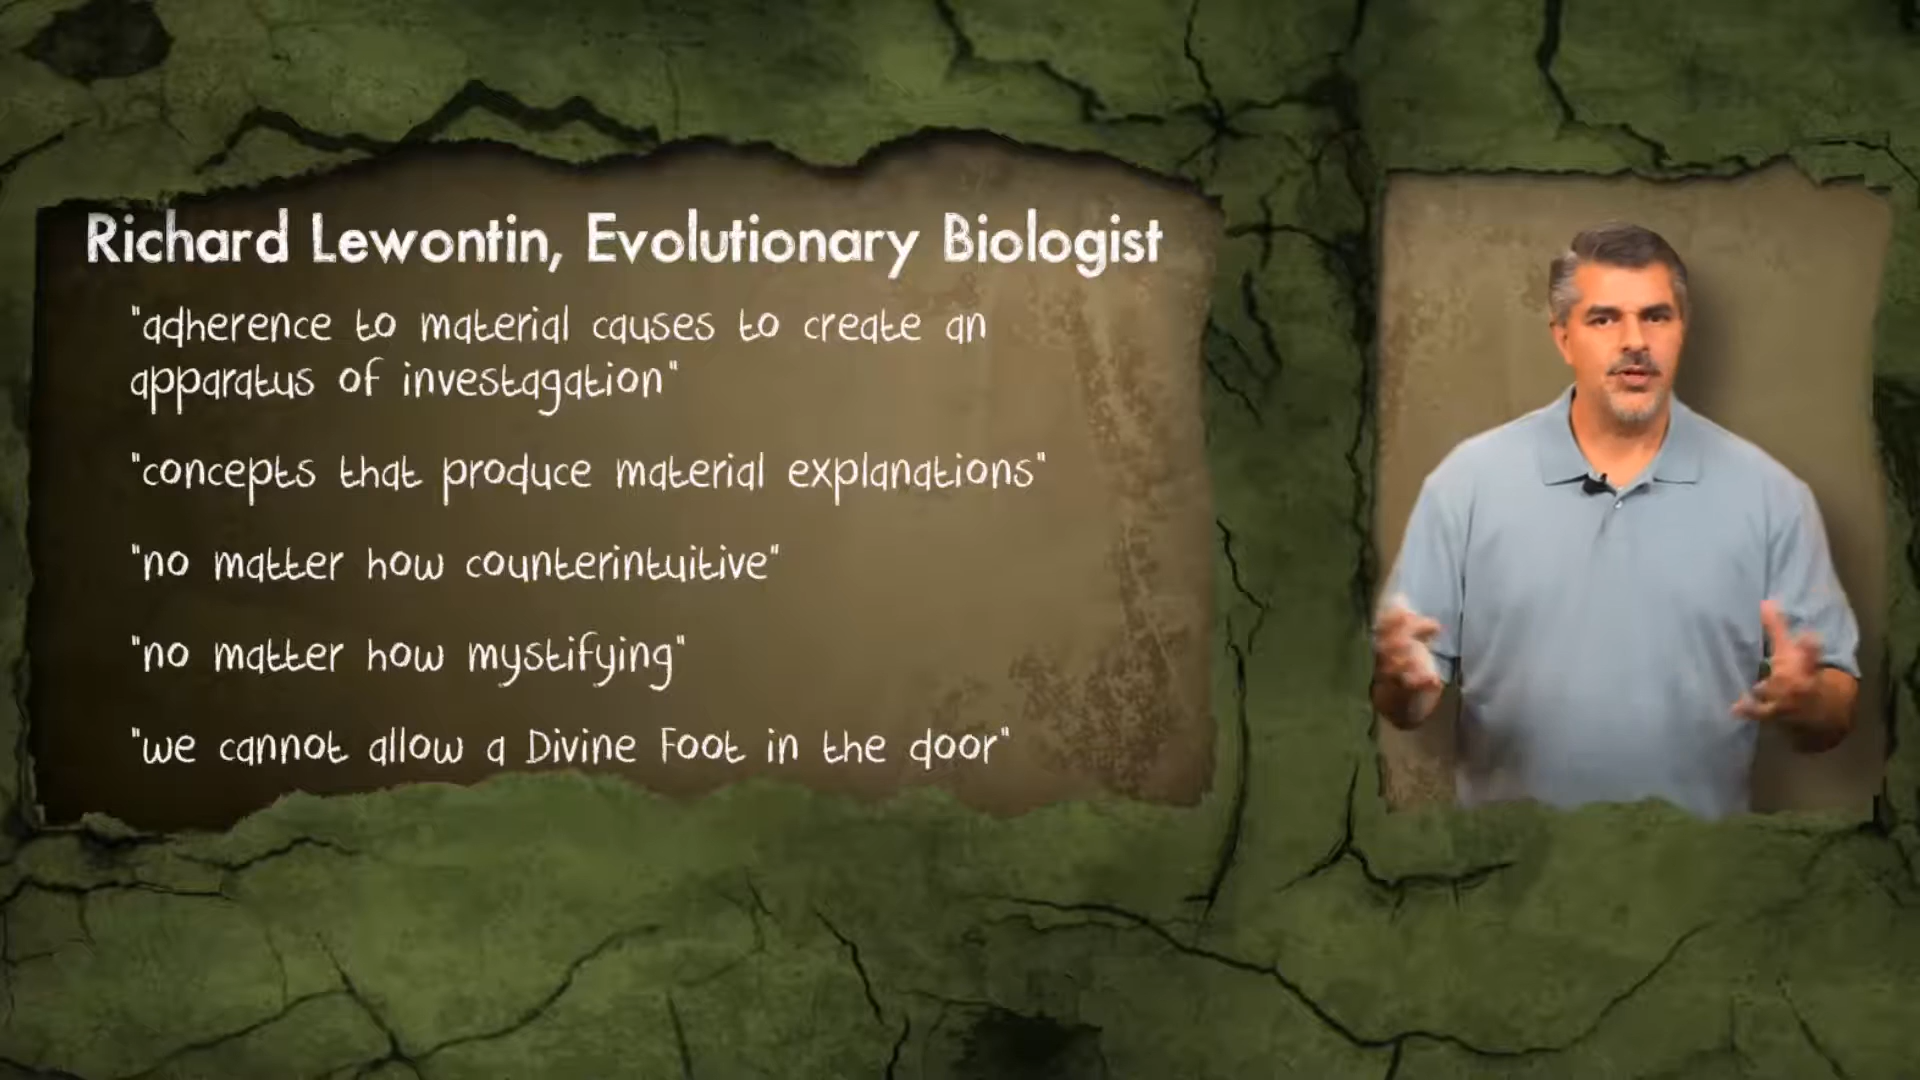 Richard Lewontin, Evolutionary Biologist
"adherence to material causes to create an
apparatus of investagation"
"concepts that produce material explanations"
"no matter how counterintuitive"
"no matter how mystifying"
"we cannot allow a Divine Foot in the door"